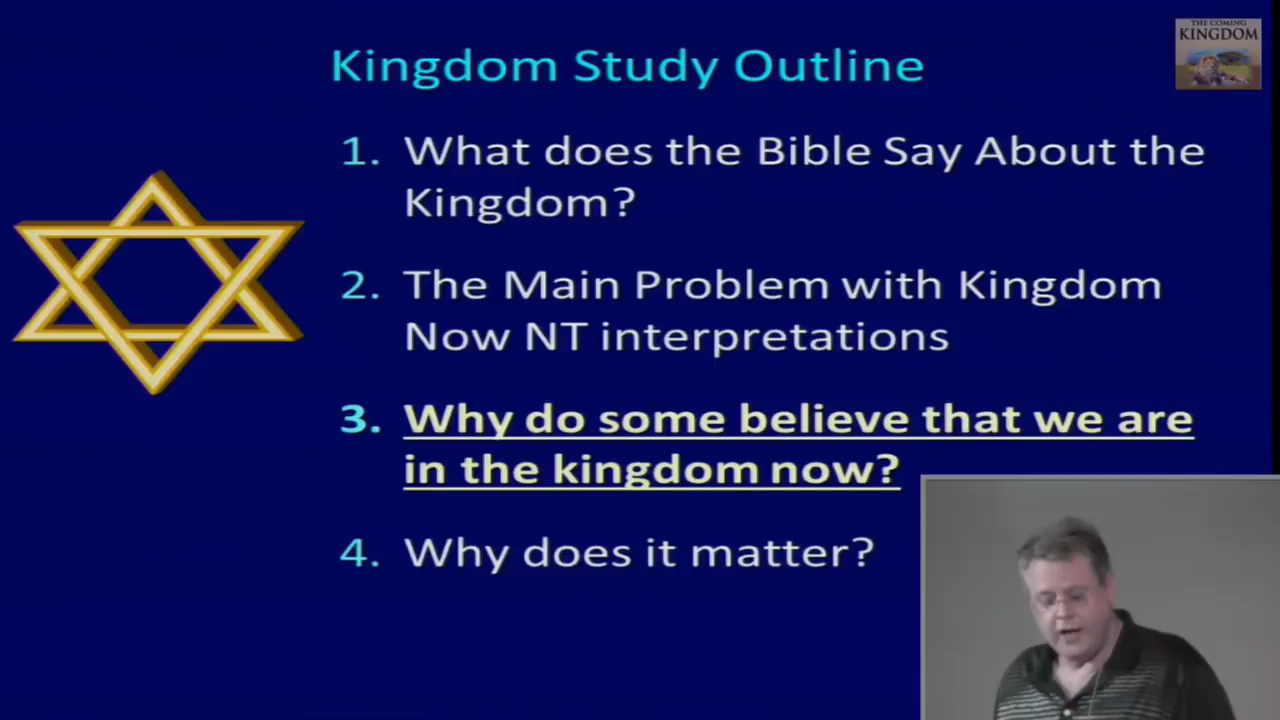 THE COMING
KINGDOM
Kingdom Study Outline
1. What does the Bible Say About the
Kingdom?
2. The Main Problem with Kingdom
Now NT interpretations
3. Why do some believe that we are
in the kingdom now?
4. Why does it matter?